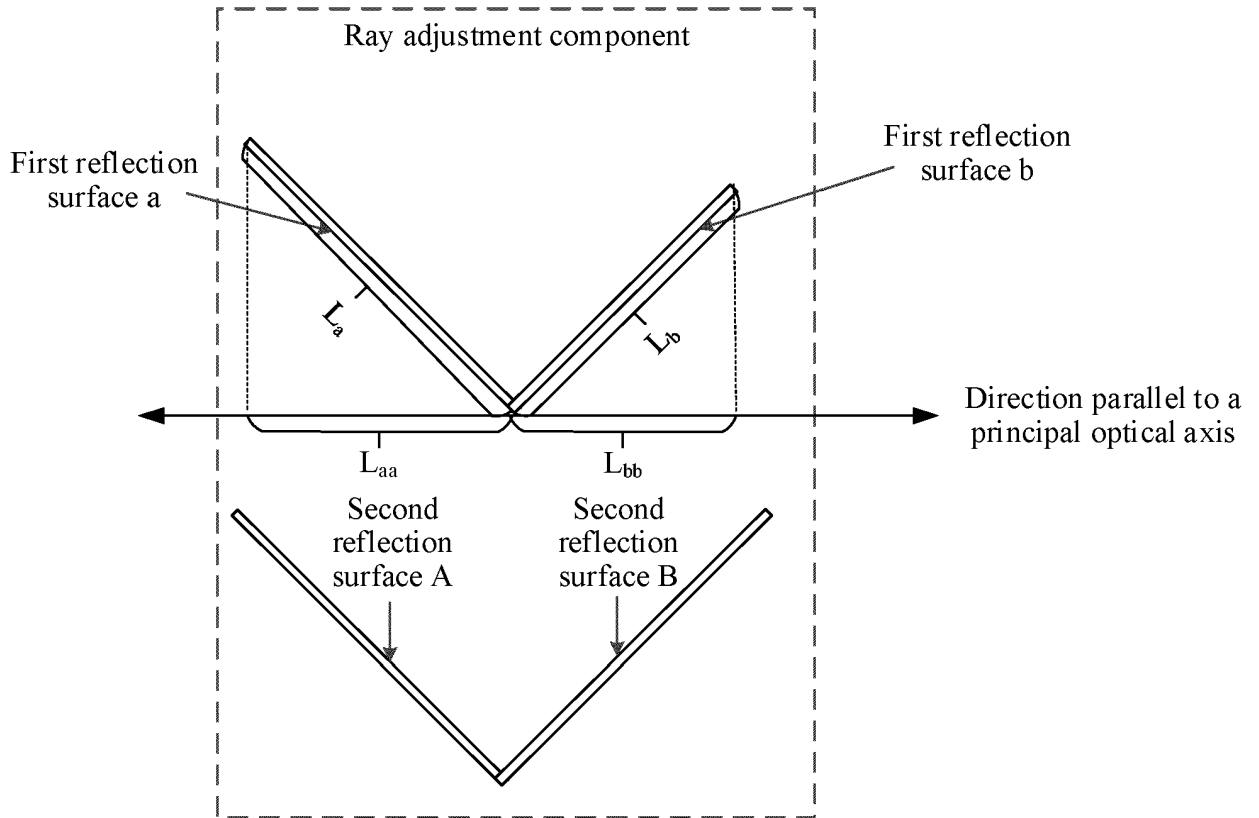 Ray adjustment component
First reflection
surface a
First reflection
surface b
La
Lb
Direction parallel to a
principal optical axis
Laa
Lbb
Second
reflection
surface A
Second
reflection
surface B